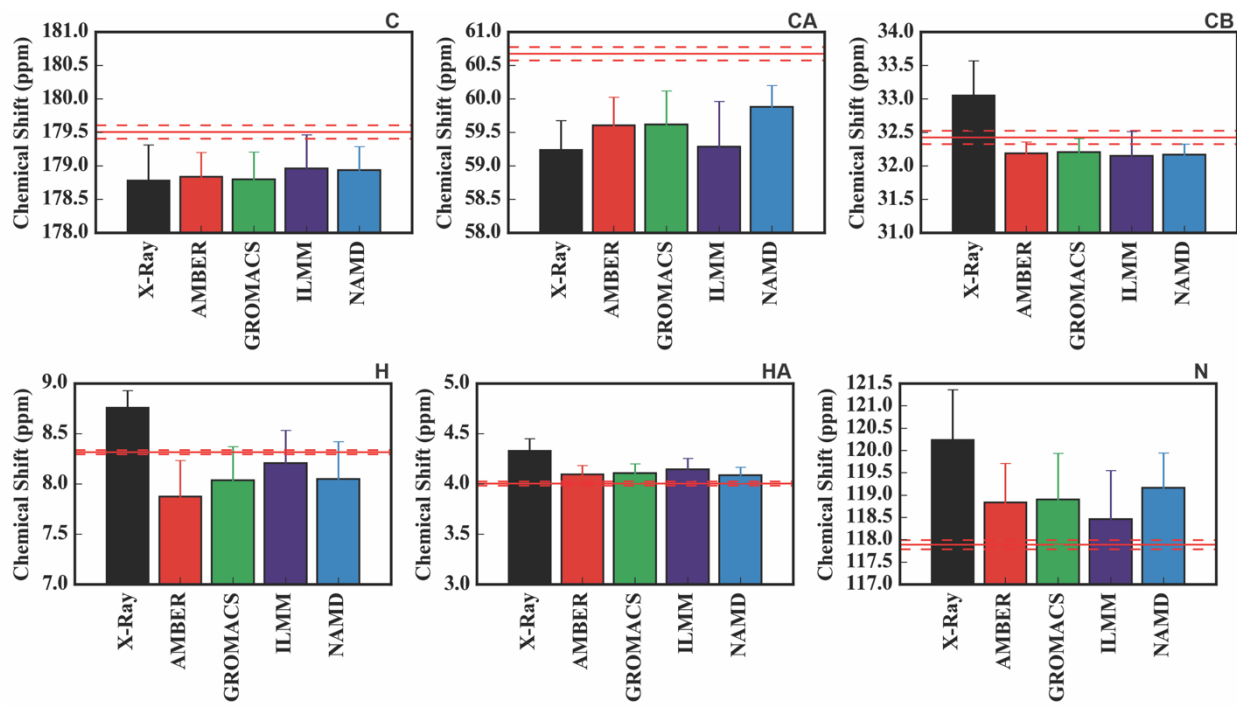 C
Chemical Shift (ppm)
181.0
180.5
180.0
179.5
179.0
178.5
178.0
X-Ray
AMBER
GROMACS
ILMM
NAMD
CA
Chemical Shift (ppm)
61.0
60.5
60.0
59.5
59.0
58.5
58.0
X-Ray
AMBER
GROMACS
ILMM
NAMD
CB
Chemical Shift (ppm)
34.0
33.5
33.0
32.5
32.0
31.5
31.0
X-Ray
AMBER
GROMACS
ILMM
NAMD
H
Chemical Shift (ppm)
9.0
8.5
8.0
7.5
7.0
X-Ray
AMBER
GROMACS
ILMM
NAMD
HA
Chemical Shift (ppm)
5.0
4.5
4.0
3.5
3.0
X-Ray
AMBER
GROMACS
ILMM
NAMD
N
Chemical Shift (ppm)
121.5
121.0
120.5
120.0
119.5
119.0
118.5
118.0
117.5
117.0
X-Ray
AMBER
GROMACS
ILMM
NAMD